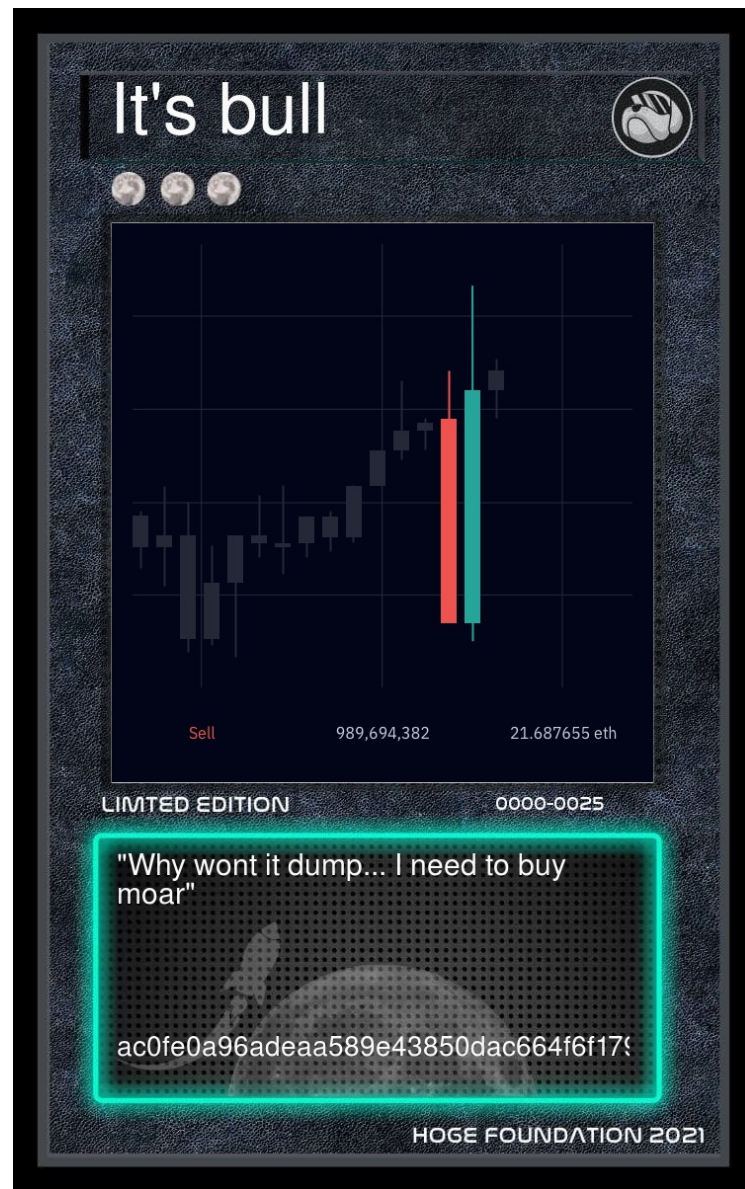 It's bull
Sell 989,694,382 21.687655 eth
LIMTED EDITION 0000-0025
"Why wont it dump... I need to buy
moar"
ac0fe0a96adeaa589e43850dac664f6f179
HOGE FOUNDATION 2021